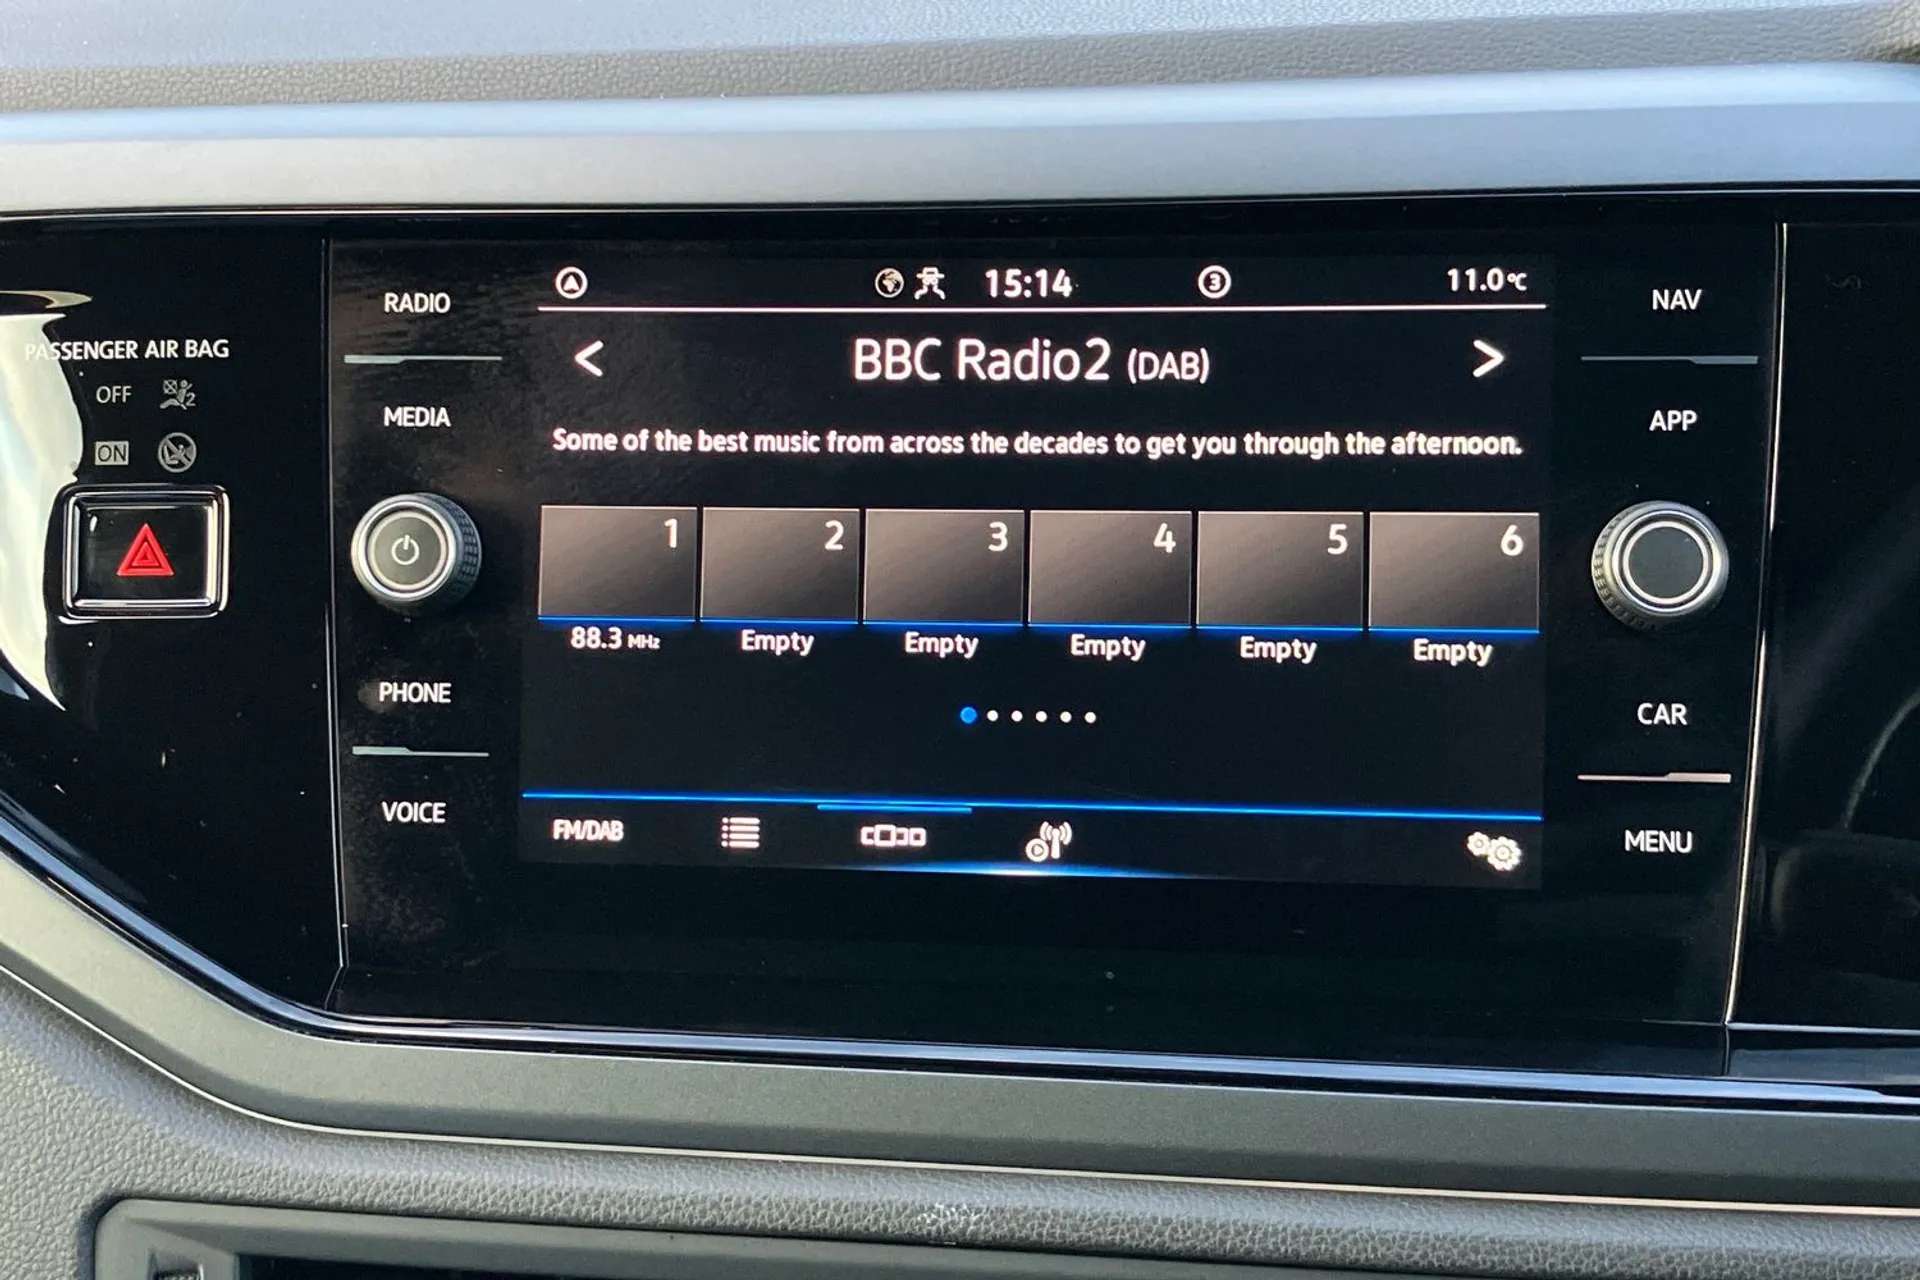 15:14
3
11.0°C
RADIO
NAV
< BBC Radio2 (DAB) >
PASSENGER AIR BAG
OFF
2
ON
MEDIA
APP
Some of the best music from across the decades to get you through the afternoon.
1 2 3 4 5 6
88.3 MHz Empty Empty Empty Empty Empty
PHONE
CAR
VOICE
FM/DAB
MENU